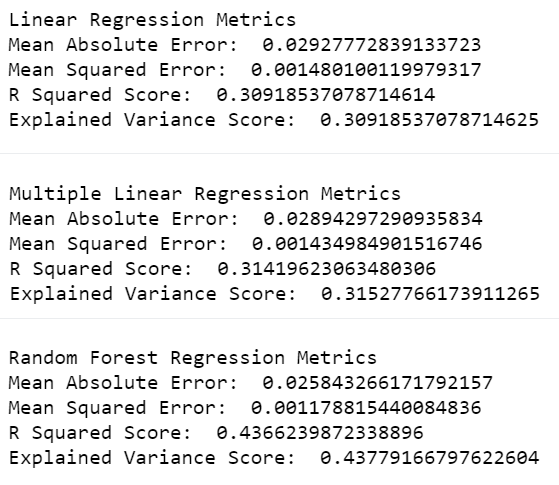 Linear Regression Metrics
Mean Absolute Error:  0.02927772839133723
Mean Squared Error:  0.001480100119979317
R Squared Score:  0.30918537078714614
Explained Variance Score:  0.30918537078714625
Multiple Linear Regression Metrics
Mean Absolute Error:  0.02894297290935834
Mean Squared Error:  0.001434984901516746
R Squared Score:  0.31419623063480306
Explained Variance Score:  0.31527766173911265
Random Forest Regression Metrics
Mean Absolute Error:  0.025843266171792157
Mean Squared Error:  0.001178815440084836
R Squared Score:  0.4366239872338896
Explained Variance Score:  0.43779166797622604